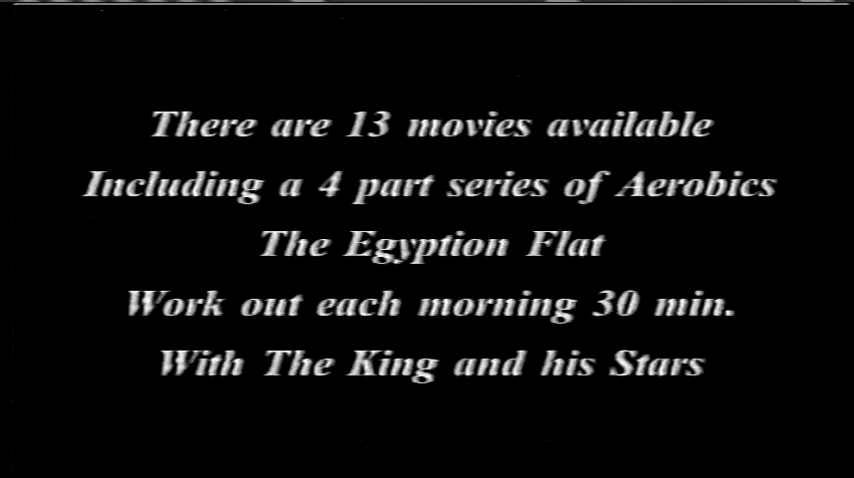 There are 13 movies available
Including a 4 part series of Aerobics
The Egyption Flat
Work out each morning 30 min.
With The King and his Stars